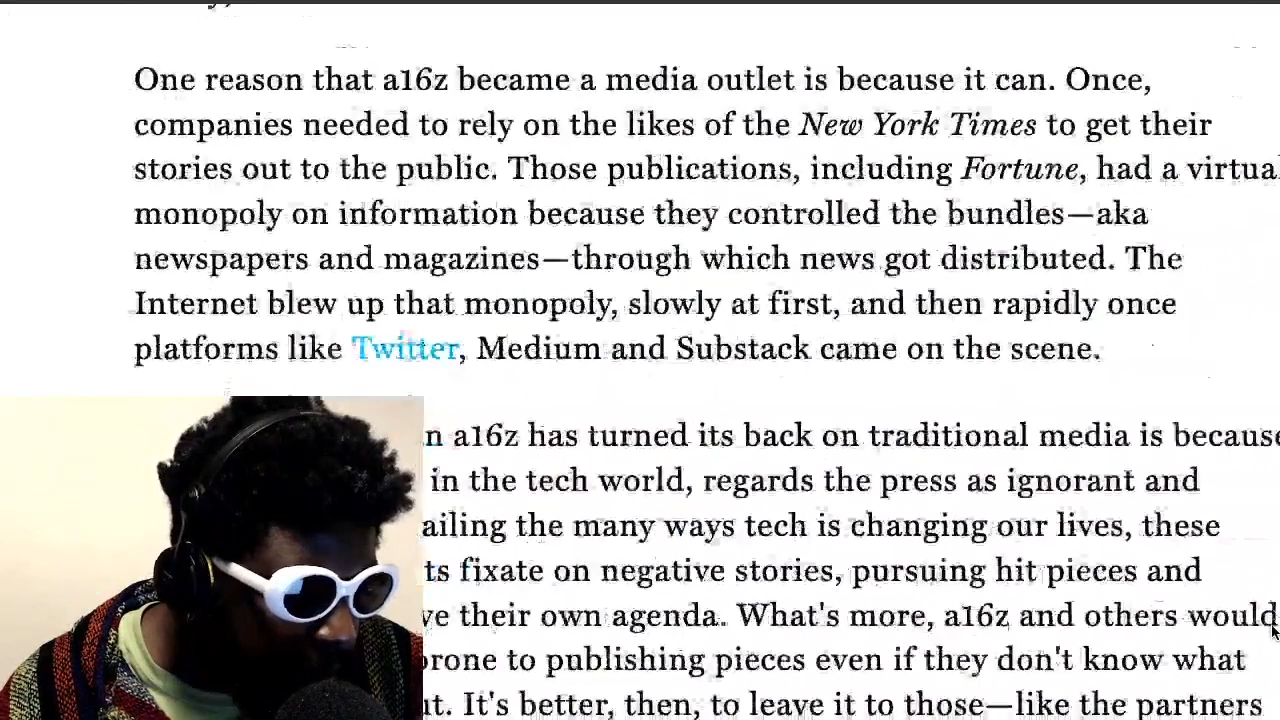 One reason that a16z became a media outlet is because it can. Once,
companies needed to rely on the likes of the New York Times to get their
stories out to the public. Those publications, including Fortune, had a virtual
monopoly on information because they controlled the bundles—aka
newspapers and magazines—through which news got distributed. The
Internet blew up that monopoly, slowly at first, and then rapidly once
platforms like Twitter, Medium and Substack came on the scene.
a16z has turned its back on traditional media is because
in the tech world, regards the press as ignorant and
ailing the many ways tech is changing our lives, these
ts fixate on negative stories, pursuing hit pieces and
ve their own agenda. What's more, a16z and others would
prone to publishing pieces even if they don't know what
ut. It's better, then, to leave it to those—like the partners